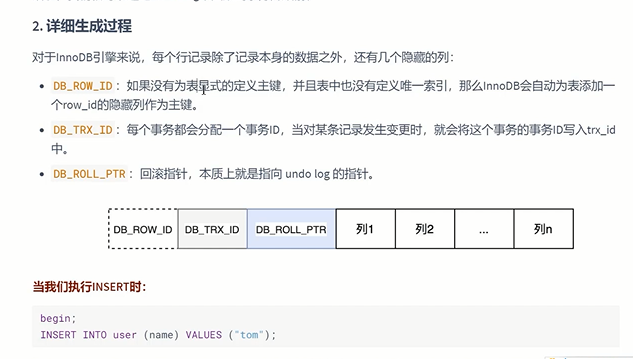 2. 详细生成过程
对于InnoDB引擎来说，每个行记录除了记录本身的数据之外，还有几个隐藏的列：
• DB_ROW_ID：如果没有为表显式的定义主键，并且表中也没有定义唯一索引，那么InnoDB会自动为表添加一
个row_id的隐藏列作为主键。
• DB_TRX_ID：每个事务都会分配一个事务ID，当对某条记录发生变更时，就会将这个事务的事务ID写入trx_id
中。
• DB_ROLL_PTR：回滚指针，本质上就是指向 undo log 的指针。
DB_ROW_ID DB_TRX_ID DB_ROLL_PTR 列1 列2 ... 列n
当我们执行INSERT时：
begin;
INSERT INTO user (name) VALUES ("tom");